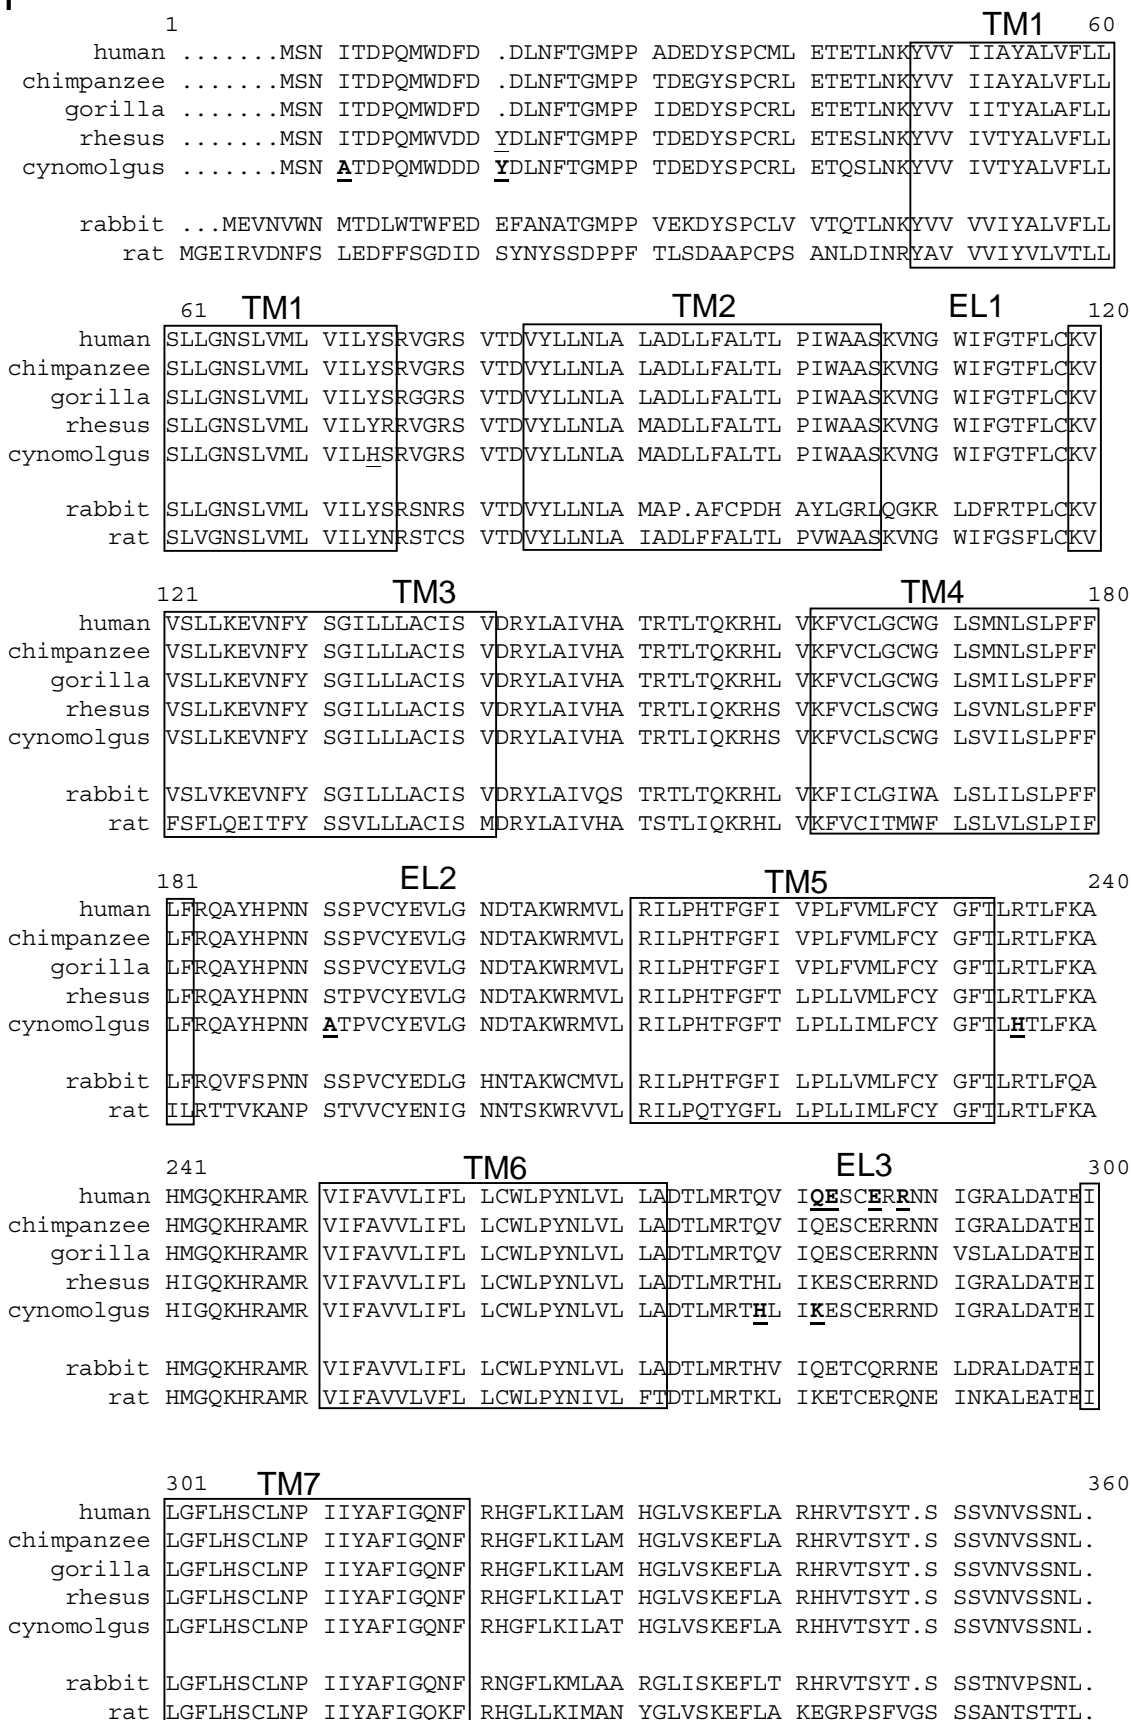 1 TM1 60
human .......MSN ITDPQMWDFD .DLNFTGMPP ADEDYSPCML ETETLNKYVV IIAYALVFLL
chimpanzee .......MSN ITDPQMWDFD .DLNFTGMPP TDEGYSPCRL ETETLNKYVV IIAYALVFLL
gorilla .......MSN ITDPQMWDFD .DLNFTGMPP IDEDYSPCRL ETETLNKYVV IITYALAFLL
rhesus .......MSN ITDPQMWVDD YDLNFTGMPP TDEDYSPCRL ETESLNKYVV IVTYALVFLL
cynomolgus .......MSN ATDPQMWDDD YDLNFTGMPP TDEDYSPCRL ETQSLNKYVV IVTYALVFLL
rabbit ...MEVNVWN MTDLWTWFED EFANATGMPP VEKDYSPCLV VTQTLNKYVV VVIYALVFLL
rat MGEIRVDNFS LEDFFSGDID SYNYSSDPPF TLSDAAPCPS ANLDINRYAV VVIYVLVTLL
61 TM1 TM2 EL1 120
human SLLGNSLVML VILYSRVGRS VTDVYLLNLA LADLLFALTL PIWAASKVNG WIFGTFLCKV
chimpanzee SLLGNSLVML VILYSRVGRS VTDVYLLNLA LADLLFALTL PIWAASKVNG WIFGTFLCKV
gorilla SLLGNSLVML VILYSRGGRS VTDVYLLNLA LADLLFALTL PIWAASKVNG WIFGTFLCKV
rhesus SLLGNSLVML VILYRRVGRS VTDVYLLNLA MADLLFALTL PIWAASKVNG WIFGTFLCKV
cynomolgus SLLGNSLVML VILHSRVGRS VTDVYLLNLA MADLLFALTL PIWAASKVNG WIFGTFLCKV
rabbit SLLGNSLVML VILYSRSNRS VTDVYLLNLA MAP.AFCPDH AYLGRLQGKR LDFRTPLCKV
rat SLVGNSLVML VILYNRSTCS VTDVYLLNLA IADLFFALTL PVWAASKVNG WIFGSFLCKV
121 TM3 TM4 180
human VSLLKEVNFY SGILLLACIS VDRYLAIVHA TRTLTQKRHL VKFVCLGCWG LSMNLSLPFF
chimpanzee VSLLKEVNFY SGILLLACIS VDRYLAIVHA TRTLTQKRHL VKFVCLGCWG LSMNLSLPFF
gorilla VSLLKEVNFY SGILLLACIS VDRYLAIVHA TRTLTQKRHL VKFVCLGCWG LSMILSLPFF
rhesus VSLLKEVNFY SGILLLACIS VDRYLAIVHA TRTLIQKRHS VKFVCLSCWG LSVNLSLPFF
cynomolgus VSLLKEVNFY SGILLLACIS VDRYLAIVHA TRTLIQKRHS VKFVCLSCWG LSVILSLPFF
rabbit VSLVKEVNFY SGILLLACIS VDRYLAIVQS TRTLTQKRHL VKFICLGIWA LSLILSLPFF
rat FSFLQEITFY SSVLLLACIS MDRYLAIVHA TSTLIQKRHL VKFVCITMWF LSLVLSLPIF
181 EL2 TM5 240
human LFRQAYHPNN SSPVCYEVLG NDTAKWRMVL RILPHTFGFI VPLFVMLFCY GFTLRTLFKA
chimpanzee LFRQAYHPNN SSPVCYEVLG NDTAKWRMVL RILPHTFGFI VPLFVMLFCY GFTLRTLFKA
gorilla LFRQAYHPNN SSPVCYEVLG NDTAKWRMVL RILPHTFGFI VPLFVMLFCY GFTLRTLFKA
rhesus LFRQAYHPNN STPVCYEVLG NDTAKWRMVL RILPHTFGFT LPLLVMLFCY GFTLRTLFKA
cynomolgus LFRQAYHPNN ATPVCYEVLG NDTAKWRMVL RILPHTFGFT LPLLIMLFCY GFTLHTLFKA
rabbit LFRQVFSPNN SSPVCYEDLG HNTAKWCMVL RILPHTFGFI LPLLVMLFCY GFTLRTLFQA
rat ILRTTVKANP STVVCYENIG NNTSKWRVVL RILPQTYGFL LPLLIMLFCY GFTLRTLFKA
241 TM6 EL3 300
human HMGQKHRAMR VIFAVVLIFL LCWLPYNLVL LADTLMRTQV IQESCERRNN IGRALDATEI
chimpanzee HMGQKHRAMR VIFAVVLIFL LCWLPYNLVL LADTLMRTQV IQESCERRNN IGRALDATEI
gorilla HMGQKHRAMR VIFAVVLIFL LCWLPYNLVL LADTLMRTQV IQESCERRNN VSLALDATEI
rhesus HIGQKHRAMR VIFAVVLIFL LCWLPYNLVL LADTLMRTHL IKESCERRND IGRALDATEI
cynomolgus HIGQKHRAMR VIFAVVLIFL LCWLPYNLVL LADTLMRTHL IKESCERRND IGRALDATEI
rabbit HMGQKHRAMR VIFAVVLIFL LCWLPYNLVL LADTLMRTHV IQETCQRRNE LDRALDATEI
rat HMGQKHRAMR VIFAVVLVFL LCWLPYNIVL FTDTLMRTKL IKETCERQNE INKALEATEI
301 TM7 360
human LGFLHSCLNP IIYAFIGQNF RHGFLKILAM HGLVSKEFLA RHRVTSYT.S SSVNVSSNL.
chimpanzee LGFLHSCLNP IIYAFIGQNF RHGFLKILAM HGLVSKEFLA RHRVTSYT.S SSVNVSSNL.
gorilla LGFLHSCLNP IIYAFIGQNF RHGFLKILAM HGLVSKEFLA RHRVTSYT.S SSVNVSSNL.
rhesus LGFLHSCLNP IIYAFIGQNF RHGFLKILAT HGLVSKEFLA RHHVTSYT.S SSVNVSSNL.
cynomolgus LGFLHSCLNP IIYAFIGQNF RHGFLKILAT HGLVSKEFLA RHHVTSYT.S SSVNVSSNL.
rabbit LGFLHSCLNP IIYAFIGQNF RNGFLKMLAA RGLISKEFLT RHRVTSYT.S SSTNVPSNL.
rat LGFLHSCLNP IIYAFIGQKF RHGLLKIMAN YGLVSKEFLA KEGRPSFVGS SSANTSTTL.